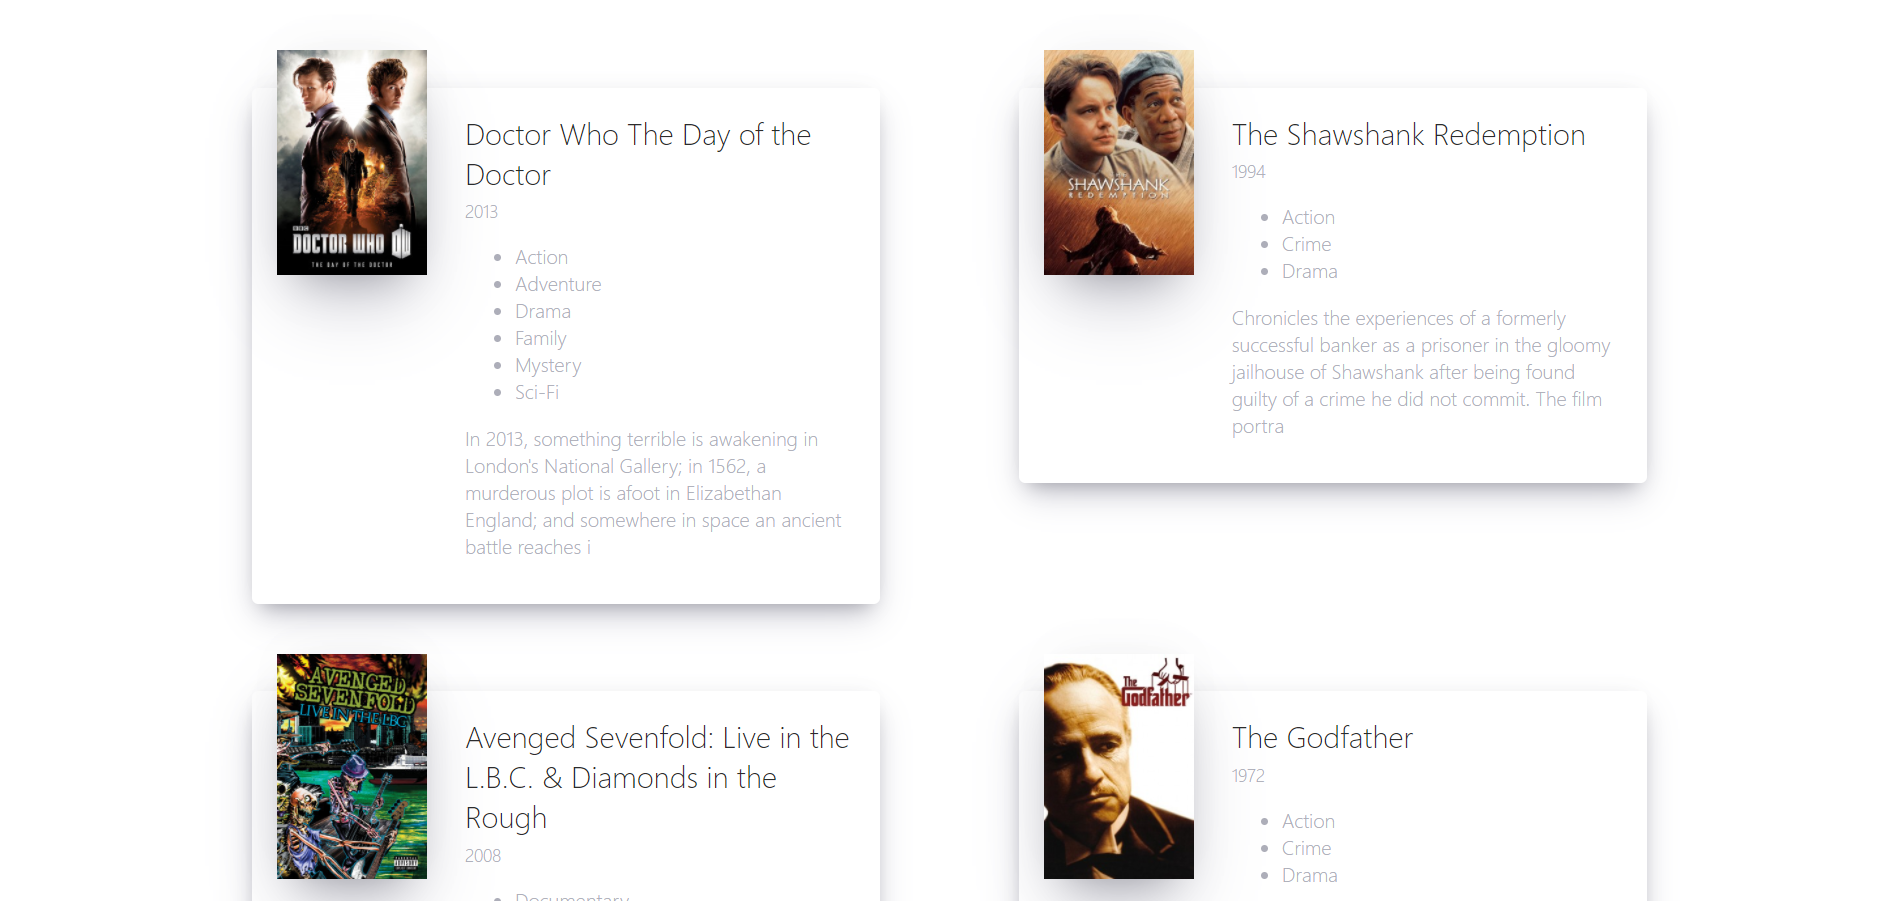 BBC
DOCTOR WHO
THE DAY OF THE DOCTOR
Doctor Who The Day of the
Doctor
2013
Action
Adventure
Drama
Family
Mystery
Sci-Fi
In 2013, something terrible is awakening in
London's National Gallery; in 1562, a
murderous plot is afoot in Elizabethan
England; and somewhere in space an ancient
battle reaches i
SHAWSHANK
REDEMPTION
The Shawshank Redemption
1994
Action
Crime
Drama
Chronicles the experiences of a formerly
successful banker as a prisoner in the gloomy
jailhouse of Shawshank after being found
guilty of a crime he did not commit. The film
portra
AVENGED
SEVENFOLD
LIVE IN THE LBC
Avenged Sevenfold: Live in the
L.B.C. & Diamonds in the
Rough
2008
Documentary
The
Godfather
The Godfather
1972
Action
Crime
Drama